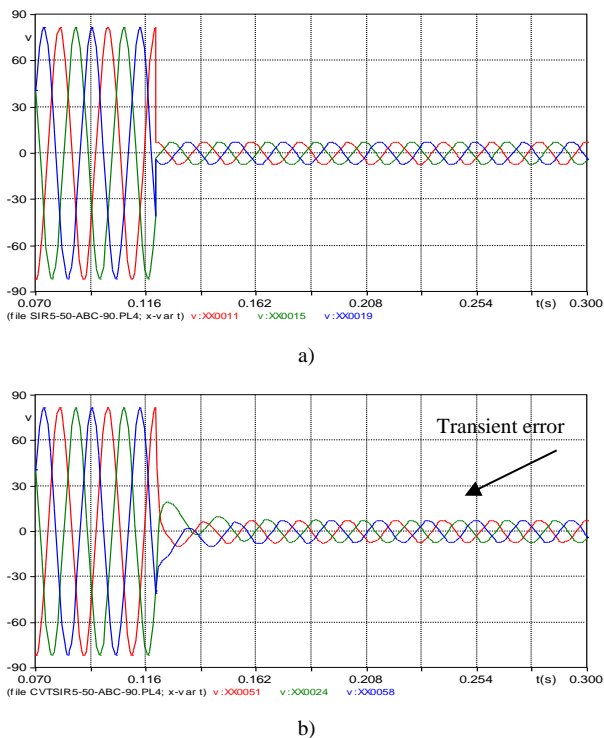 90
v
60
30
0
-30
-60
-90
0.070 0.116 0.162 0.208 0.254 t(s) 0.300
(file SIR5-50-ABC-90.PL4; x-var t) v:XX0011 v:XX0015 v:XX0019
a)
90
v
60
Transient error
30
0
-30
-60
-90
0.070 0.116 0.162 0.208 0.254 t(s) 0.300
(file CVTSIR5-50-ABC-90.PL4; x-var t) v:XX0051 v:XX0024 v:XX0058
b)